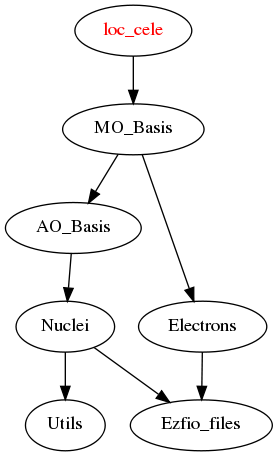 loc_cele
MO_Basis
AO_Basis
Nuclei
Electrons
Utils
Ezfio_files